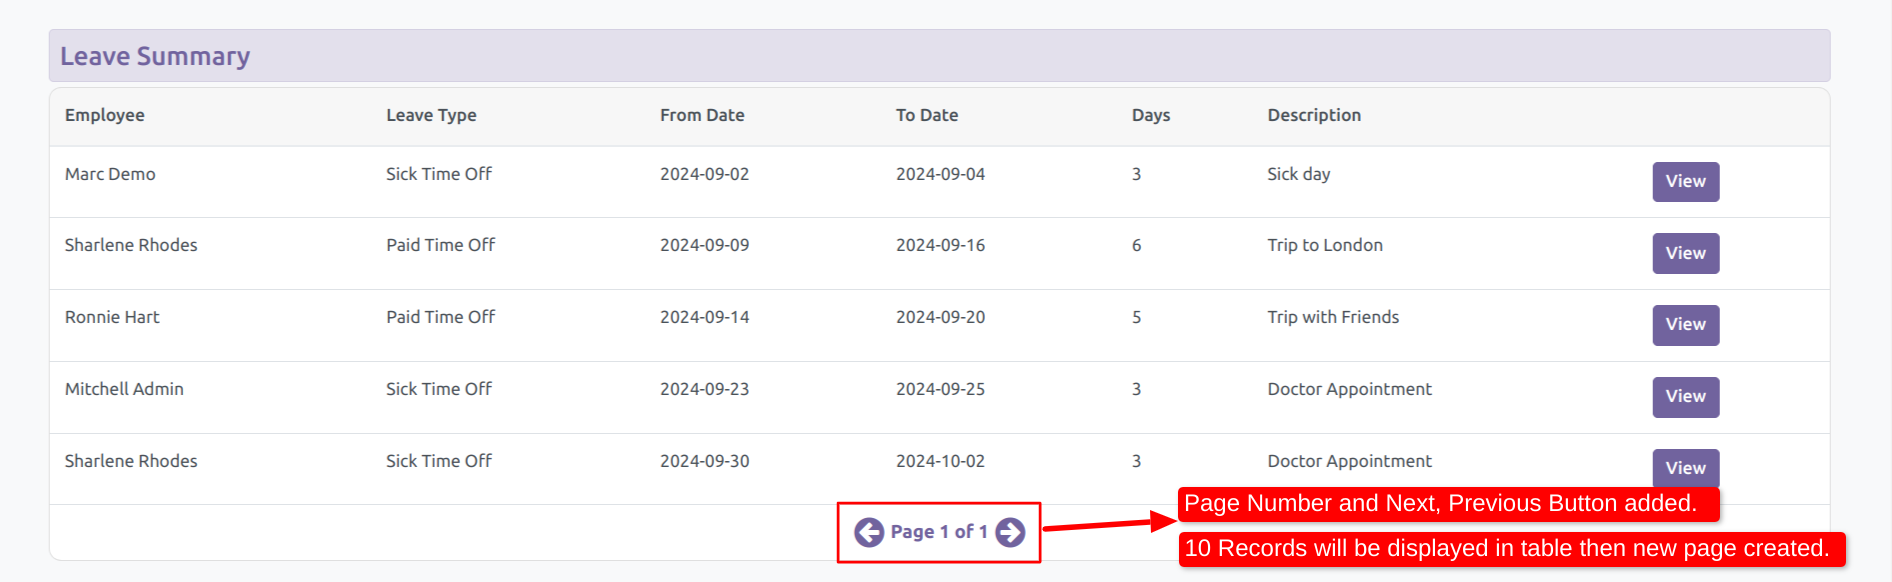 Leave Summary
Employee Leave Type From Date To Date Days Description
Marc Demo Sick Time Off 2024-09-02 2024-09-04 3 Sick day View
Sharlene Rhodes Paid Time Off 2024-09-09 2024-09-16 6 Trip to London View
Ronnie Hart Paid Time Off 2024-09-14 2024-09-20 5 Trip with Friends View
Mitchell Admin Sick Time Off 2024-09-23 2024-09-25 3 Doctor Appointment View
Sharlene Rhodes Sick Time Off 2024-09-30 2024-10-02 3 Doctor Appointment View
Page 1 of 1
Page Number and Next, Previous Button added.
10 Records will be displayed in table then new page created.